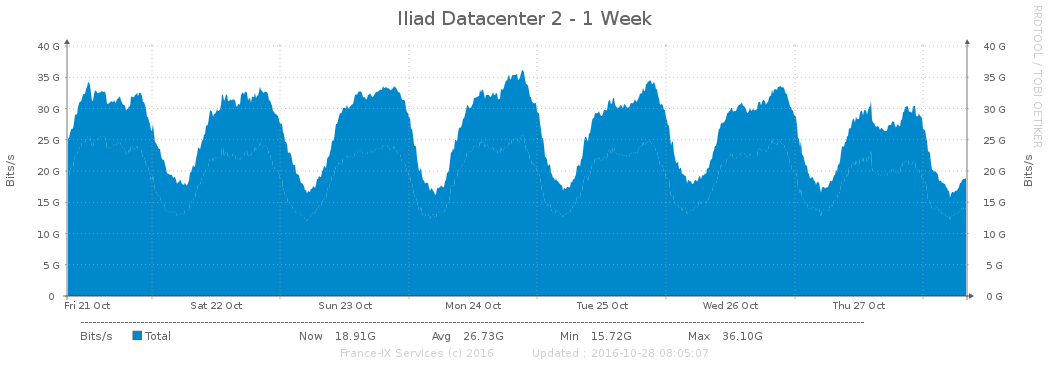 Iliad Datacenter 2 - 1 Week
RRDTOOL / TOBI OETIKER
Bits/s
40 G 40 G
35 G 35 G
30 G 30 G
25 G 25 G
20 G 20 G
15 G 15 G
10 G 10 G
5 G 5 G
0 0 G
Bits/s
Fri 21 Oct Sat 22 Oct Sun 23 Oct Mon 24 Oct Tue 25 Oct Wed 26 Oct Thu 27 Oct
Bits/s Total Now 18.91G Avg 26.73G Min 15.72G Max 36.10G
France-IX Services (c) 2016 Updated : 2016-10-28 08:05:07